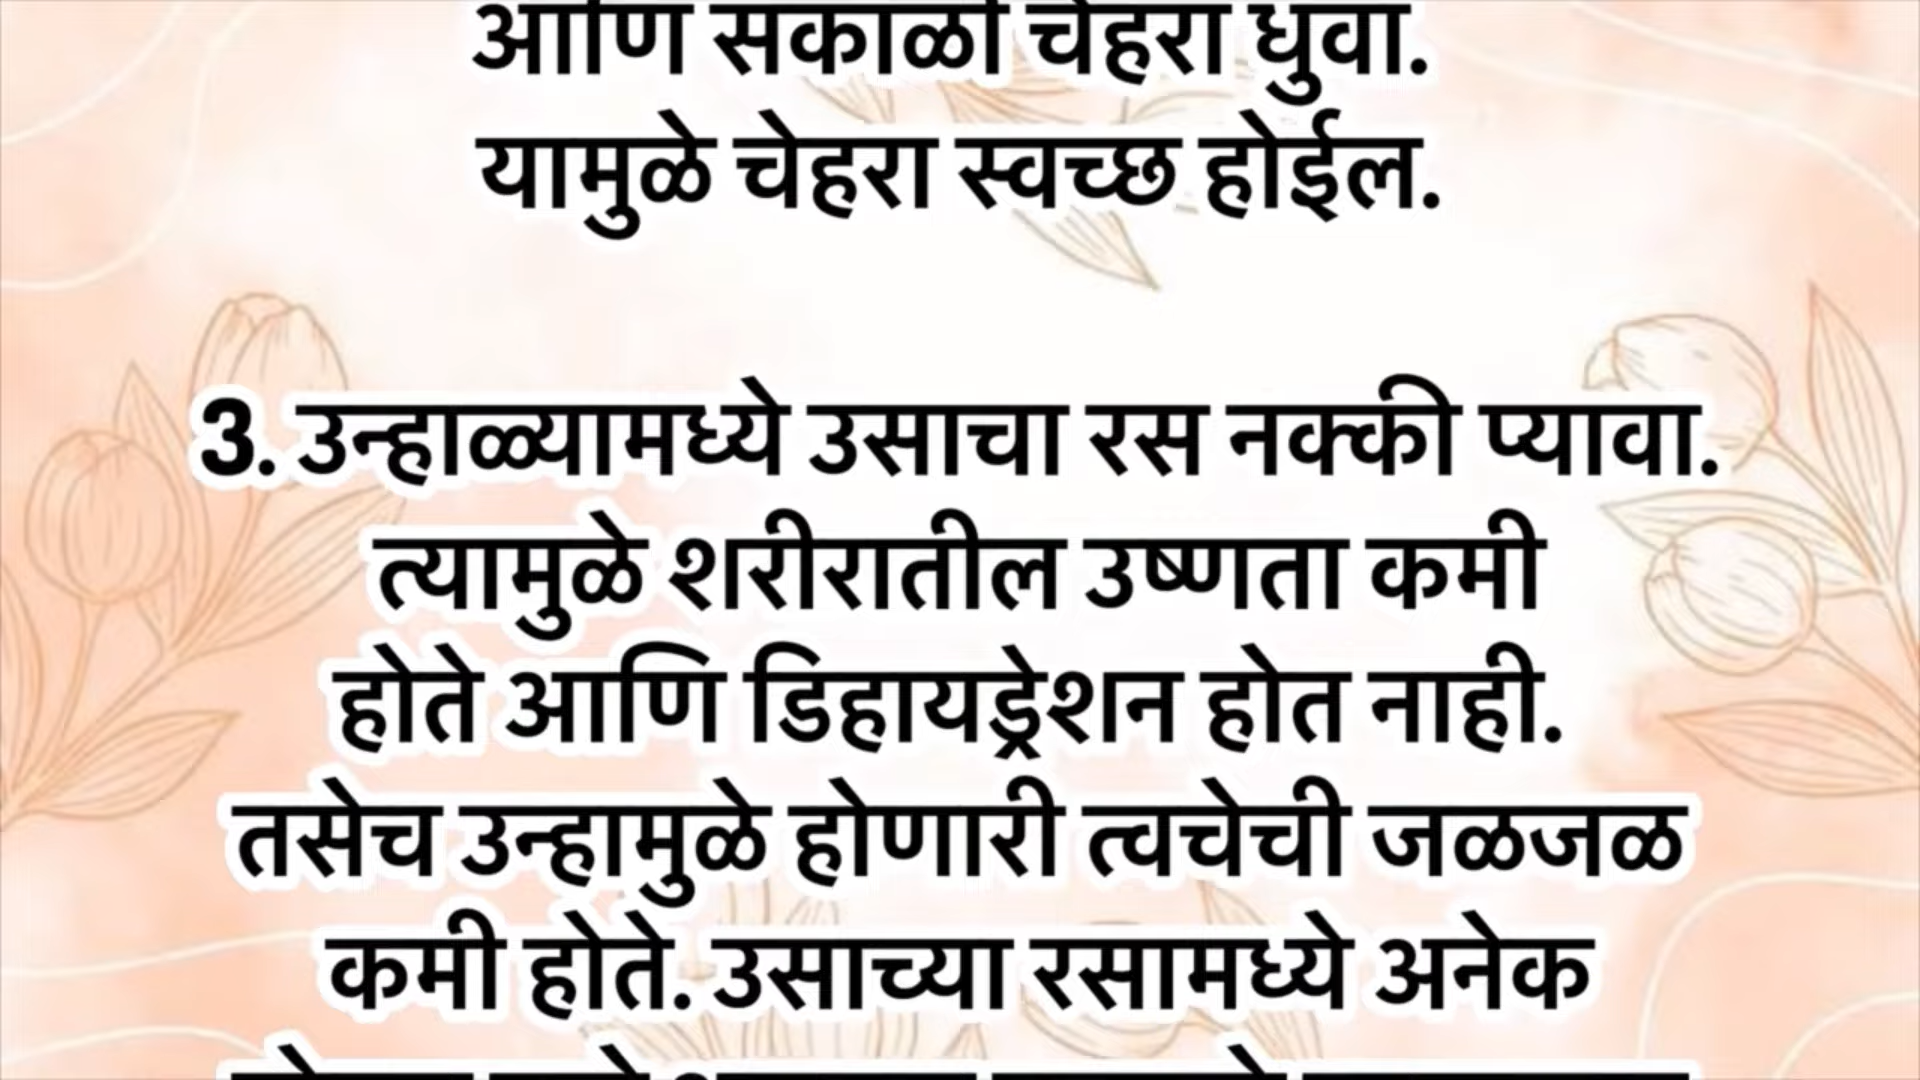 आणि सकाळी चेहरा धुवा.
यामुळे चेहरा स्वच्छ होईल.
3. उन्हाळ्यामध्ये उसाचा रस नक्की प्यावा.
त्यामुळे शरीरातील उष्णता कमी
होते आणि डिहायड्रेशन होत नाही.
तसेच उन्हामुळे होणारी त्वचेची जळजळ
कमी होते. उसाच्या रसामध्ये अनेक